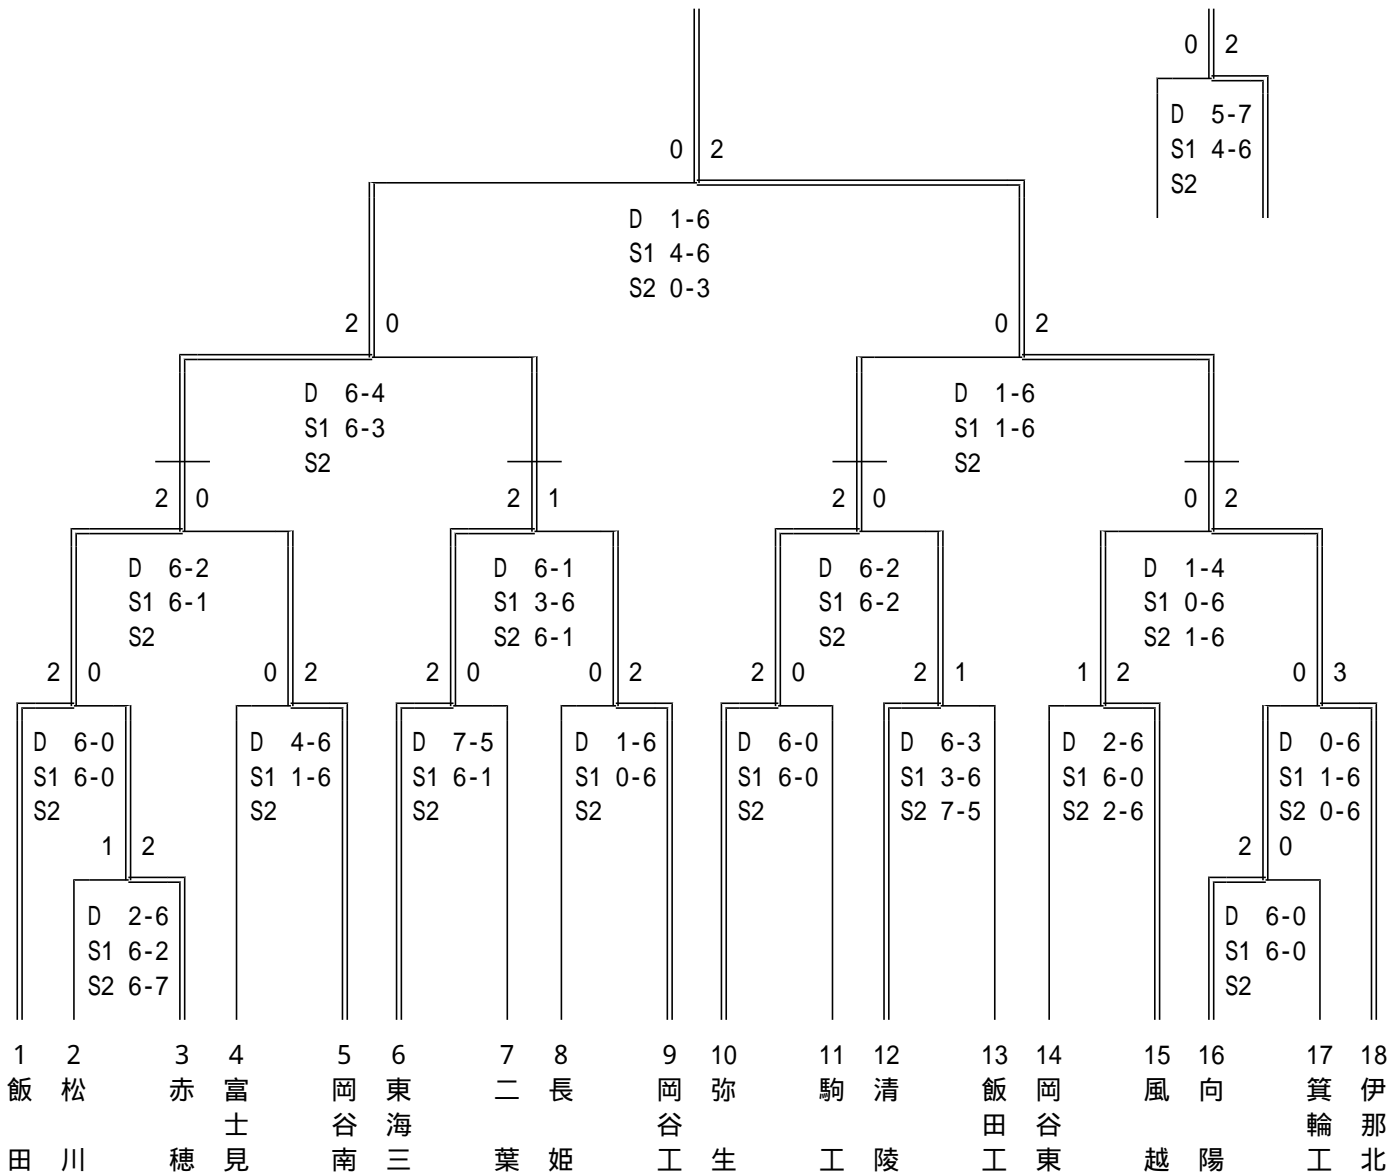 0 2
D 5-7
S1 4-6
S2
0 2
D 1-6
S1 4-6
S2 0-3
2 0
0 2
D 6-4
S1 6-3
S2
D 1-6
S1 1-6
S2
2 0
2 1
2 0
0 2
D 6-2
S1 6-1
S2
D 6-1
S1 3-6
S2 6-1
D 6-2
S1 6-2
S2
D 1-4
S1 0-6
S2 1-6
2 0
0 2
2 0
0 2
2 0
2 1
1 2
0 3
D 6-0
S1 6-0
S2
D 4-6
S1 1-6
S2
D 7-5
S1 6-1
S2
D 1-6
S1 0-6
S2
D 6-0
S1 6-0
S2
D 6-3
S1 3-6
S2 7-5
D 2-6
S1 6-0
S2 2-6
D 0-6
S1 1-6
S2 0-6
1 2
2 0
D 2-6
S1 6-2
S2 6-7
D 6-0
S1 6-0
S2
1 飯田
2 松川
3 赤穂
4 富士見
5 岡谷南
6 東海三
7 二葉
8 長姫
9 岡谷工
10 弥生
11 駒工
12 清陵
13 飯田工
14 岡谷東
15 風越
16 向陽
17 箕輪工
18 伊那北